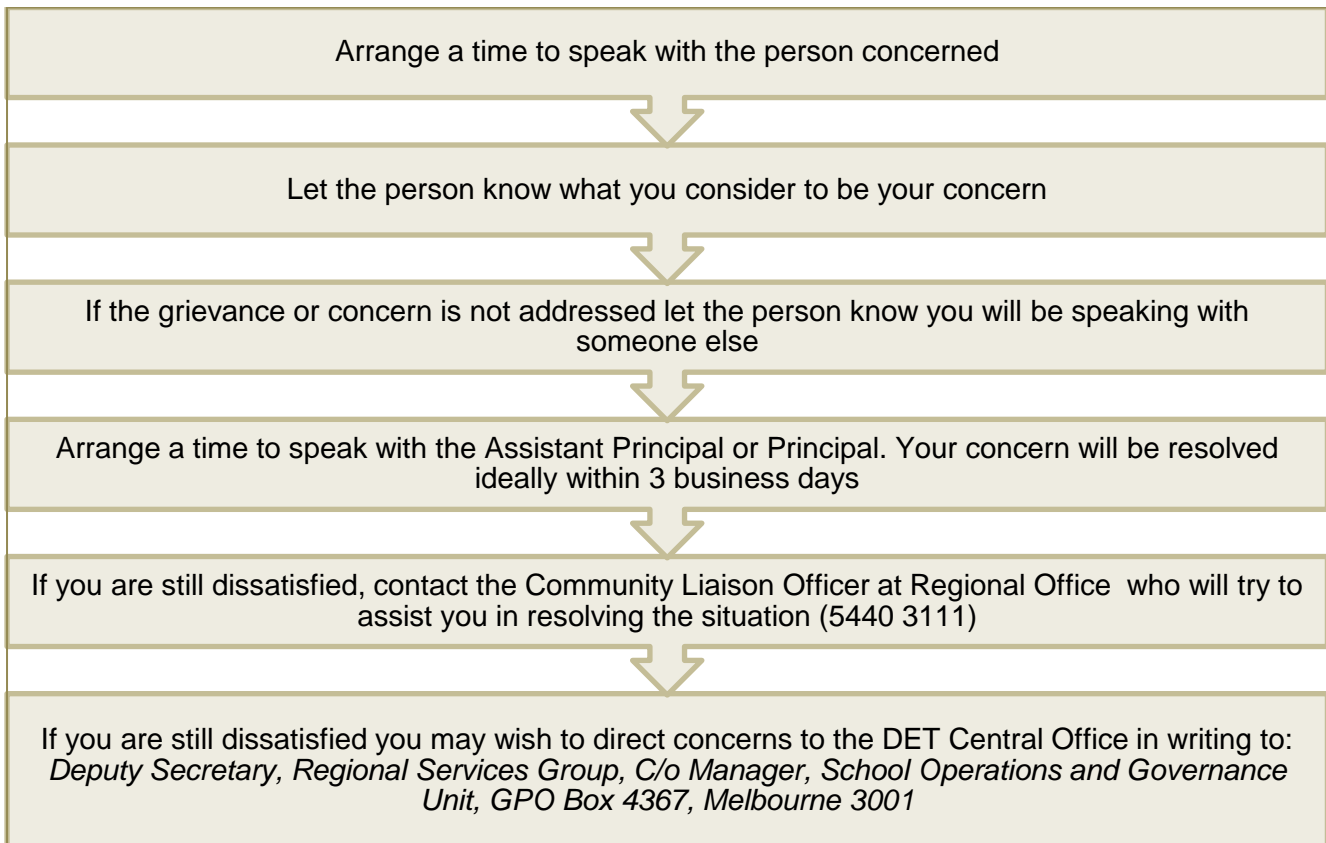 Arrange a time to speak with the person concerned
Let the person know what you consider to be your concern
If the grievance or concern is not addressed let the person know you will be speaking with
someone else
Arrange a time to speak with the Assistant Principal or Principal. Your concern will be resolved
ideally within 3 business days
If you are still dissatisfied, contact the Community Liaison Officer at Regional Office  who will try to
assist you in resolving the situation (5440 3111)
If you are still dissatisfied you may wish to direct concerns to the DET Central Office in writing to:
Deputy Secretary, Regional Services Group, C/o Manager, School Operations and Governance
Unit, GPO Box 4367, Melbourne 3001